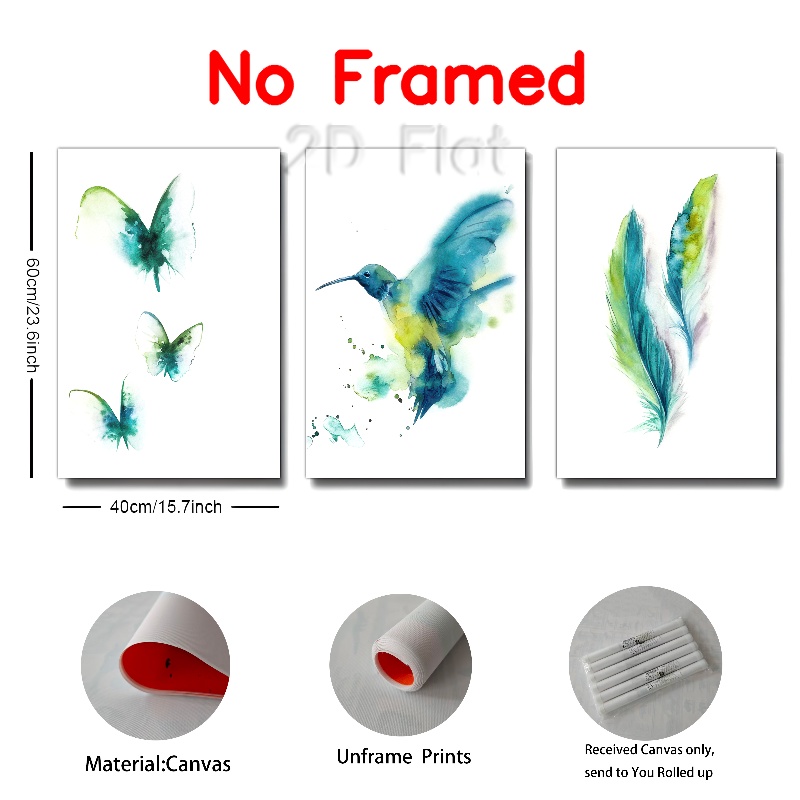 No Framed
2D Flat
60cm/23.6inch
40cm/15.7inch
Material:Canvas
Unframe Prints
Received Canvas only,
send to You Rolled up